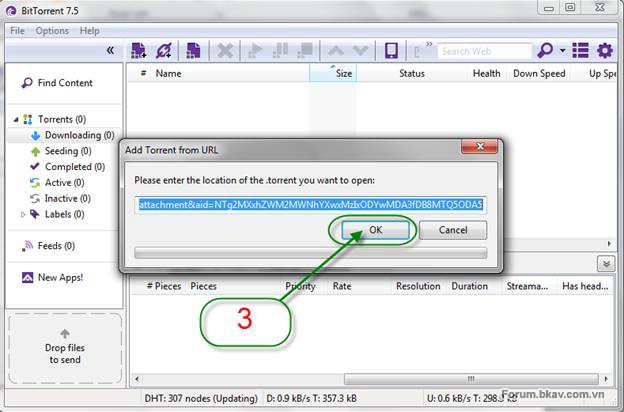 BitTorrent 7.5
File Options Help
Search Web
Find Content
Torrents (0)
Downloading (0)
Seeding (0)
Completed (0)
Active (0)
Inactive (0)
Labels (0)
Feeds (0)
New Apps!
Drop files
to send
# Name Size Status Health Down Speed Up Spe
Add Torrent from URL
Please enter the location of the .torrent you want to open:
attachment&aid=NTg2MXxhZWM2MWNhYXwxMzIxODYwMDA3fDB8MTQ5ODA5
OK Cancel
# Pieces Pieces Priority Rate Resolution Duration Streama... Has head...
3
DHT: 307 nodes (Updating) D: 0.9 kB/s T: 357.3 kB U: 0.6 kB/s T: 298.3 kB
Forum.bkav.com.vn